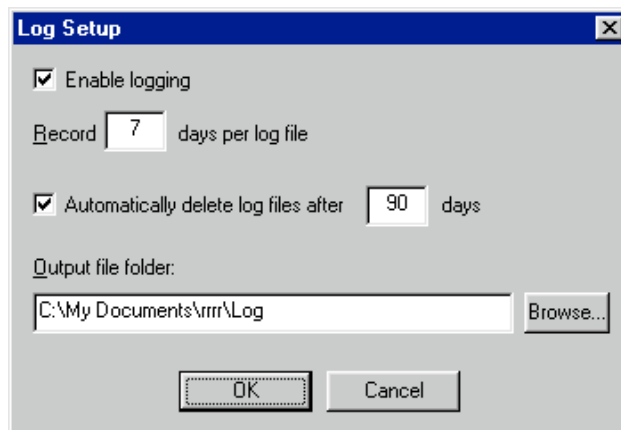 Log Setup
Enable logging
Record 7 days per log file
Automatically delete log files after 90 days
Output file folder:
C:\My Documents\rrrr\Log Browse...
OK Cancel